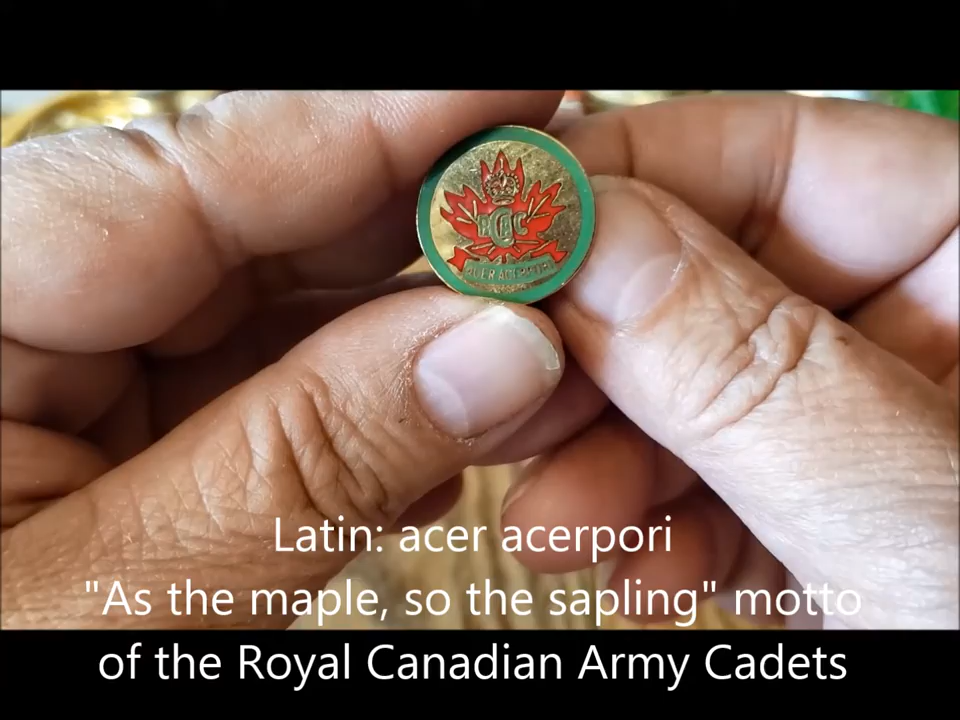 RCAC
ACER ACERPORI
Latin: acer acerpori
"As the maple, so the sapling" motto
of the Royal Canadian Army Cadets